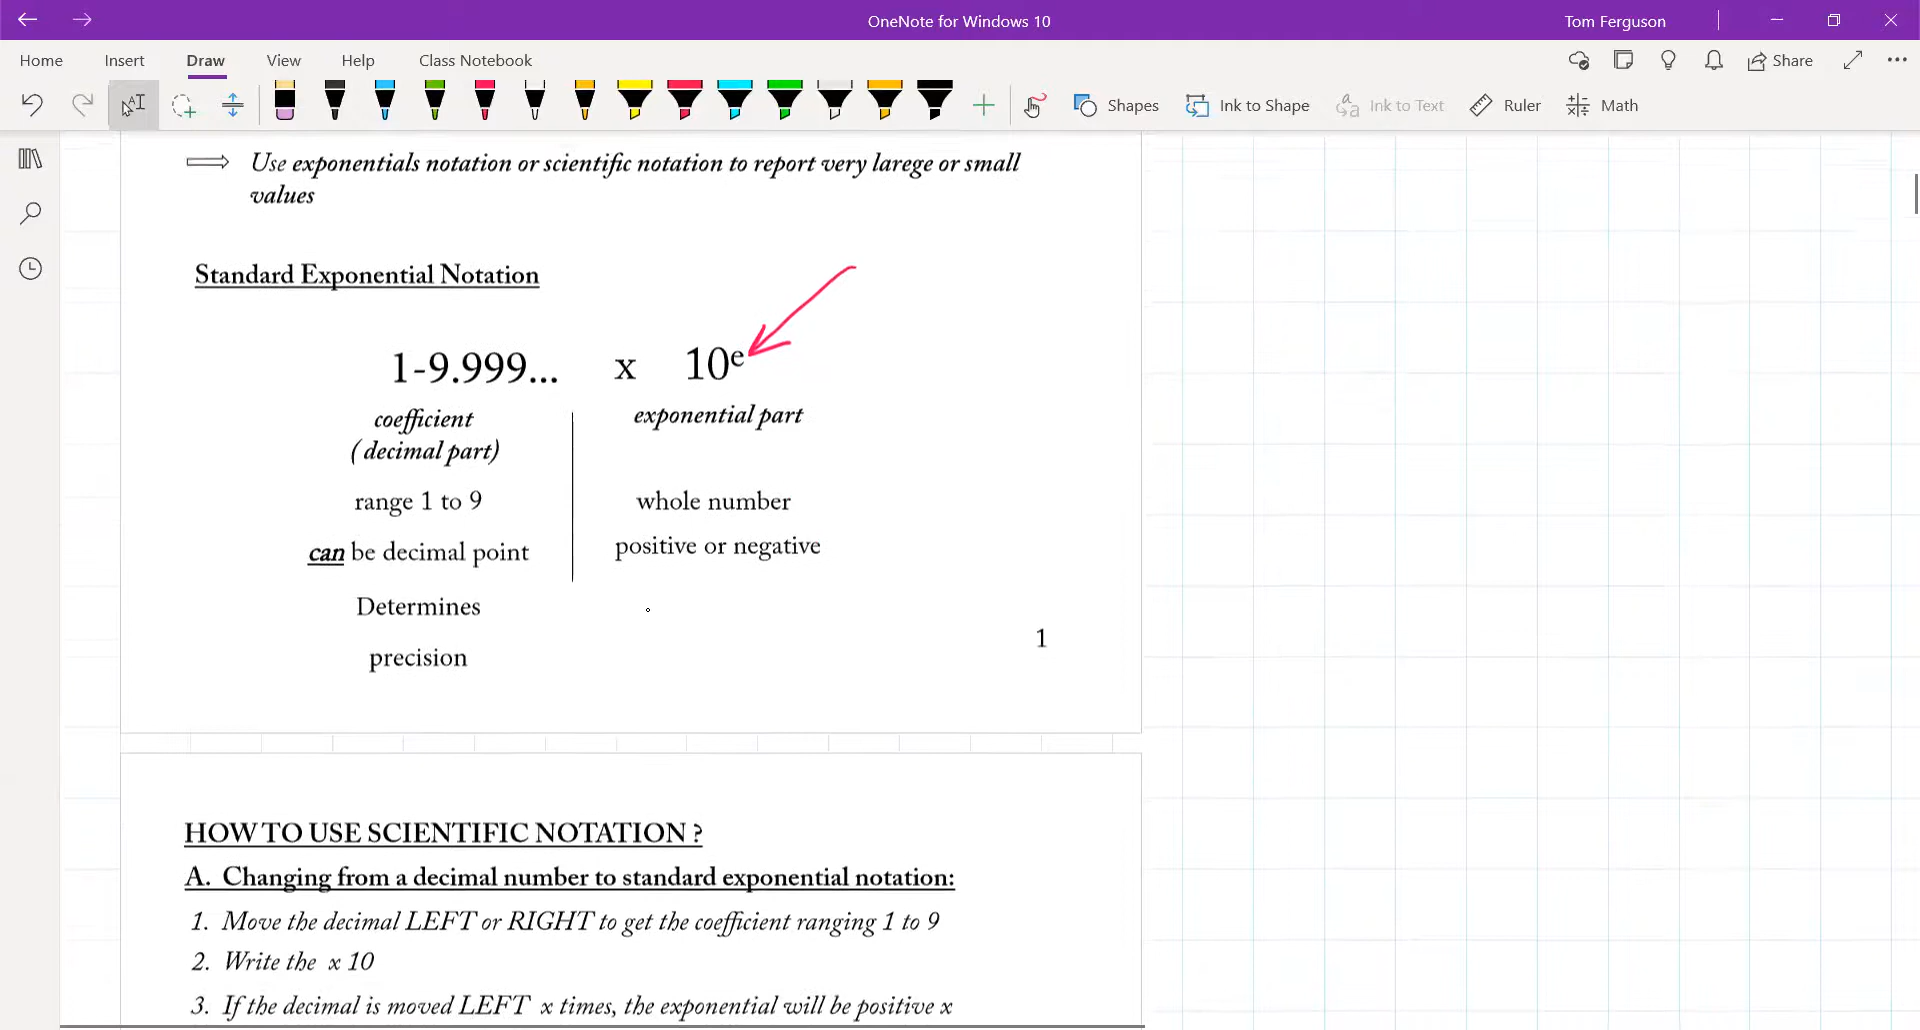 OneNote for Windows 10
Tom Ferguson
Home Insert Draw View Help Class Notebook
Share
Shapes Ink to Shape Ink to Text Ruler Math
Use exponentials notation or scientific notation to report very larege or small
values
Standard Exponential Notation
1-9.999... x 10ᵉ
coefficient exponential part
( decimal part)
range 1 to 9 whole number
can be decimal point positive or negative
Determines
precision
1
HOW TO USE SCIENTIFIC NOTATION ?
A. Changing from a decimal number to standard exponential notation:
1. Move the decimal LEFT or RIGHT to get the coefficient ranging 1 to 9
2. Write the x 10
3. If the decimal is moved LEFT x times, the exponential will be positive x